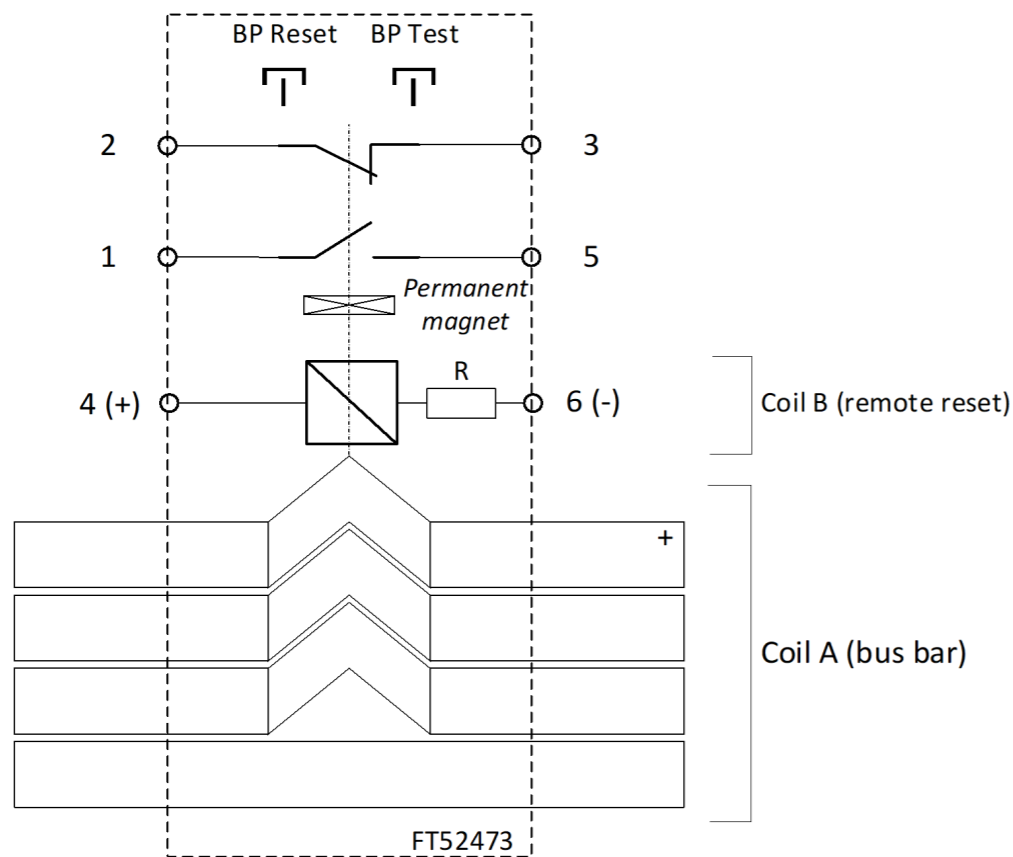 BP Reset BP Test
2 3
1 5
Permanent
magnet
R
4 (+) 6 (-)
Coil B (remote reset)
+
Coil A (bus bar)
FT52473